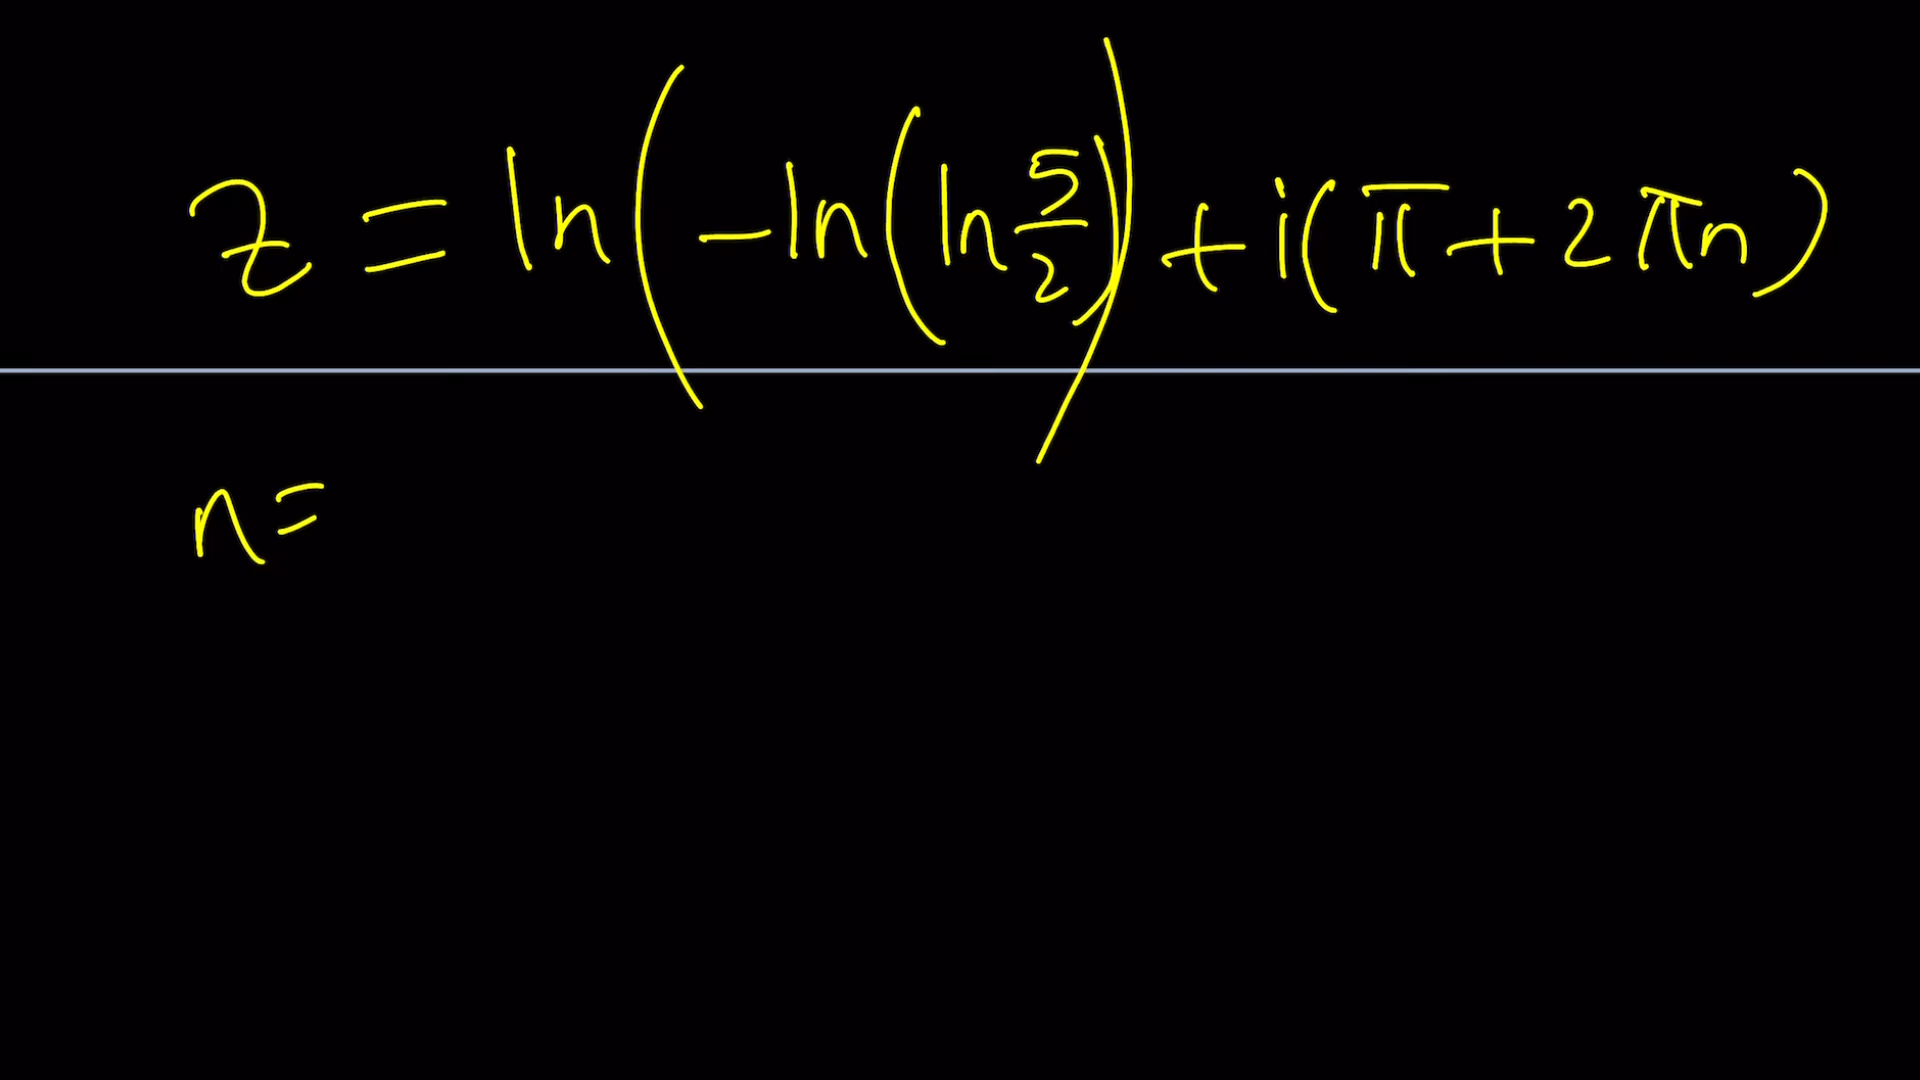 z = ln(-ln(ln 5/2)) + i(π + 2πn)
n =